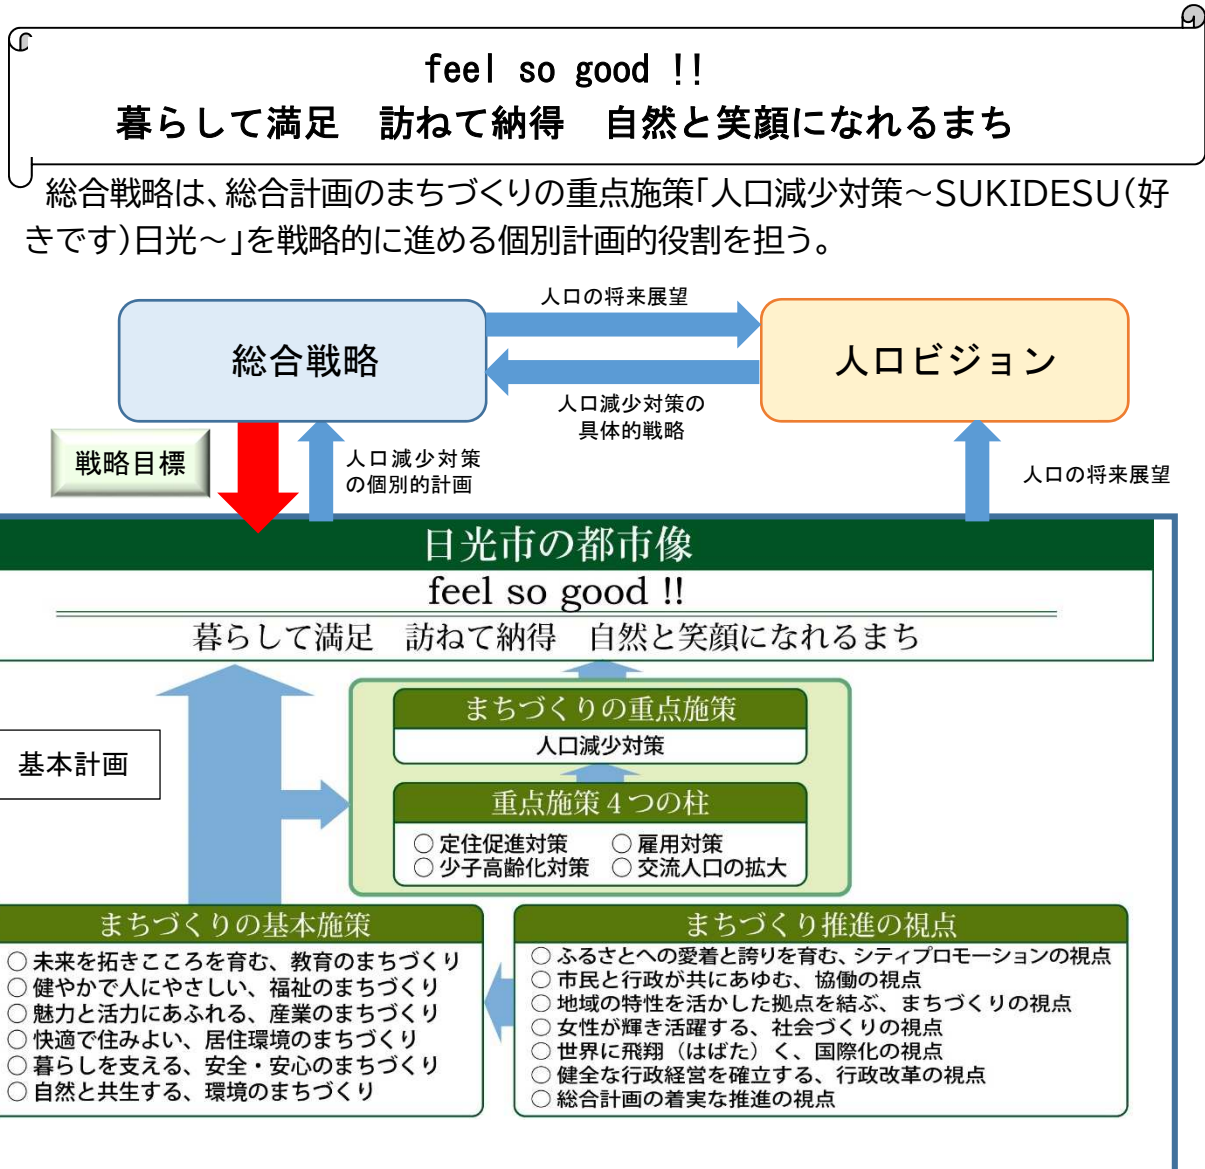 feel so good !!
暮らして満足　訪ねて納得　自然と笑顔になれるまち
総合戦略は、総合計画のまちづくりの重点施策「人口減少対策～SUKIDESU（好
きです）日光～」を戦略的に進める個別計画的役割を担う。
人口の将来展望
総合戦略
人口ビジョン
人口減少対策の
具体的戦略
戦略目標
人口減少対策
の個別的計画
人口の将来展望
日光市の都市像
feel so good !!
暮らして満足　訪ねて納得　自然と笑顔になれるまち
まちづくりの重点施策
人口減少対策
基本計画
重点施策４つの柱
○ 定住促進対策　○ 雇用対策
○ 少子高齢化対策　○ 交流人口の拡大
まちづくりの基本施策
○ 未来を拓きこころを育む、教育のまちづくり
○ 健やかで人にやさしい、福祉のまちづくり
○ 魅力と活力にあふれる、産業のまちづくり
○ 快適で住みよい、居住環境のまちづくり
○ 暮らしを支える、安全・安心のまちづくり
○ 自然と共生する、環境のまちづくり
まちづくり推進の視点
○ ふるさとへの愛着と誇りを育む、シティプロモーションの視点
○ 市民と行政が共にあゆむ、協働の視点
○ 地域の特性を活かした拠点を結ぶ、まちづくりの視点
○ 女性が輝き活躍する、社会づくりの視点
○ 世界に飛翔（はばた）く、国際化の視点
○ 健全な行政経営を確立する、行政改革の視点
○ 総合計画の着実な推進の視点